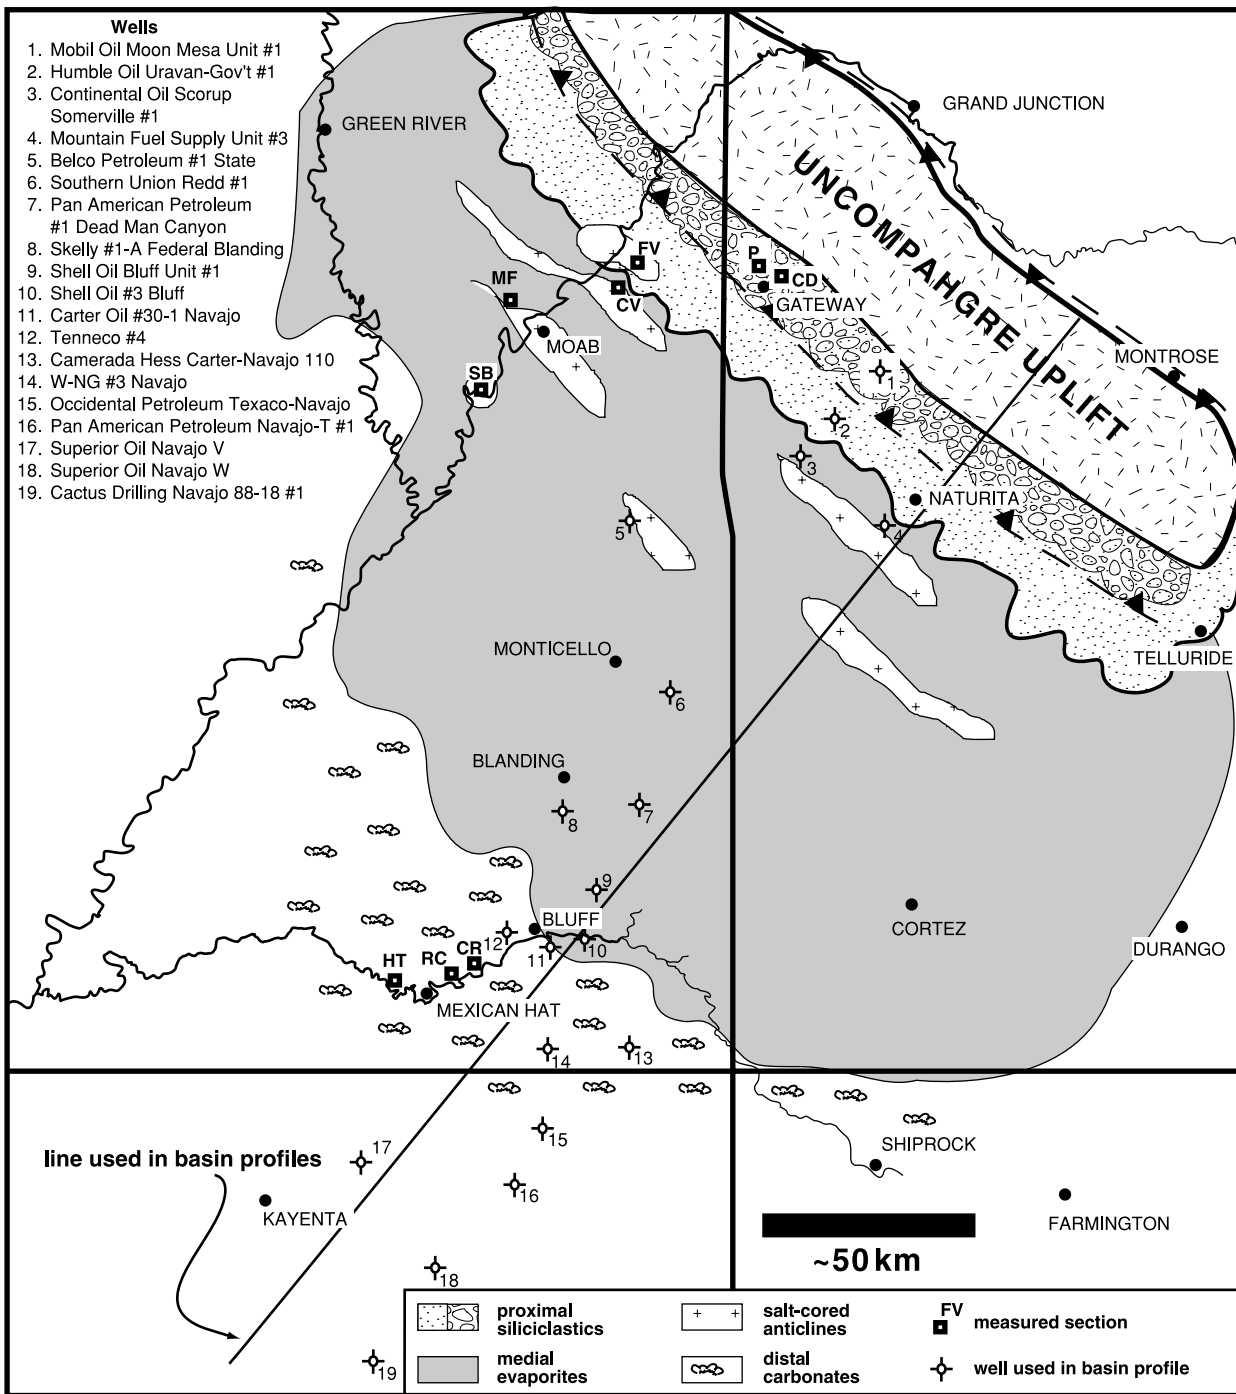 Wells
1. Mobil Oil Moon Mesa Unit #1
2. Humble Oil Uravan-Gov't #1
3. Continental Oil Scorup
Somerville #1
4. Mountain Fuel Supply Unit #3
5. Belco Petroleum #1 State
6. Southern Union Redd #1
7. Pan American Petroleum
#1 Dead Man Canyon
8. Skelly #1-A Federal Blanding
9. Shell Oil Bluff Unit #1
10. Shell Oil #3 Bluff
11. Carter Oil #30-1 Navajo
12. Tenneco #4
13. Camerada Hess Carter-Navajo 110
14. W-NG #3 Navajo
15. Occidental Petroleum Texaco-Navajo
16. Pan American Petroleum Navajo-T #1
17. Superior Oil Navajo V
18. Superior Oil Navajo W
19. Cactus Drilling Navajo 88-18 #1
GREEN RIVER
GRAND JUNCTION
UNCOMPAHGRE UPLIFT
FV
P
CD
GATEWAY
MF
CV
MOAB
MONTROSE
SB
1
2
3
NATURITA
5
4
MONTICELLO
TELLURIDE
6
BLANDING
7
8
9
BLUFF
CORTEZ
DURANGO
12
11
10
HT
RC
CR
MEXICAN HAT
14
13
15
17
SHIPROCK
line used in basin profiles
16
KAYENTA
FARMINGTON
~50 km
18
19
proximal
siliciclastics
salt-cored
anticlines
FV
measured section
medial
evaporites
distal
carbonates
well used in basin profile